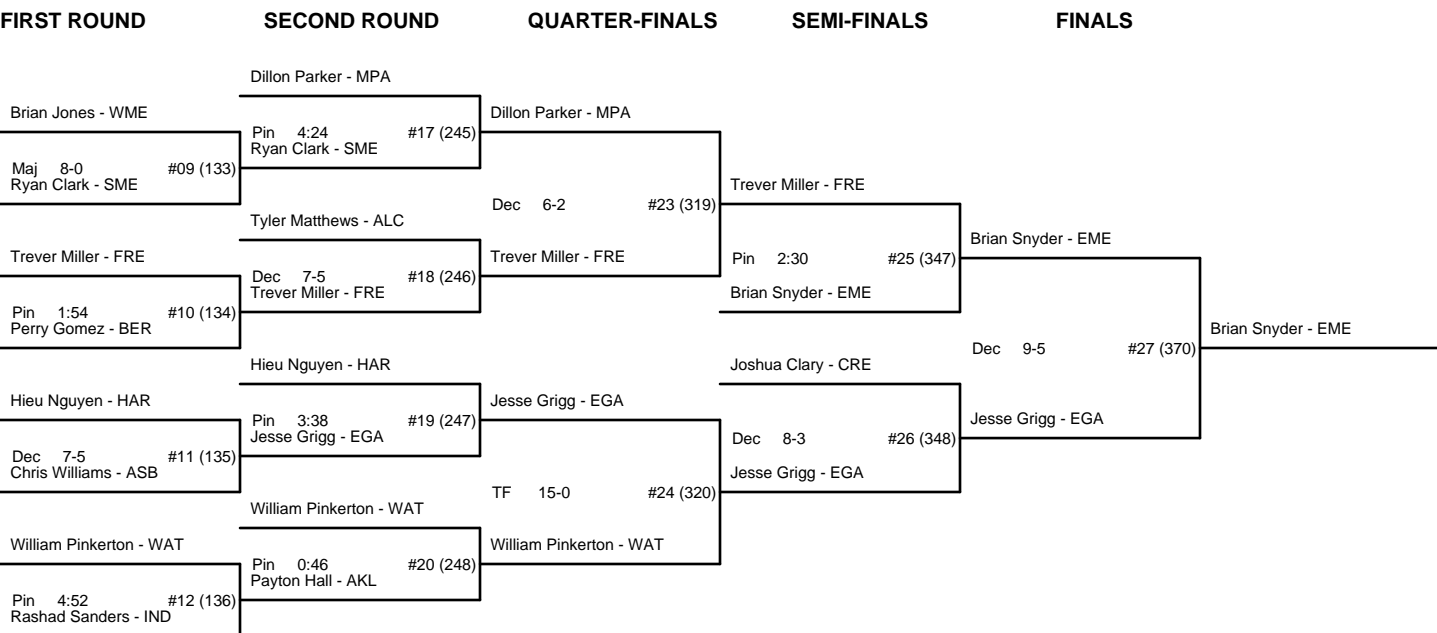 FIRST ROUND SECOND ROUND QUARTER-FINALS SEMI-FINALS FINALS
Dillon Parker - MPA
Brian Jones - WME
Dillon Parker - MPA
Pin 4:24 #17 (245)
Ryan Clark - SME
Maj 8-0 #09 (133)
Ryan Clark - SME
Trever Miller - FRE
Dec 6-2 #23 (319)
Tyler Matthews - ALC
Brian Snyder - EME
Trever Miller - FRE
Trever Miller - FRE
Dec 7-5 #18 (246)
Trever Miller - FRE
Pin 2:30 #25 (347)
Brian Snyder - EME
Pin 1:54 #10 (134)
Perry Gomez - BER
Brian Snyder - EME
Dec 9-5 #27 (370)
Hieu Nguyen - HAR
Joshua Clary - CRE
Hieu Nguyen - HAR
Jesse Grigg - EGA
Pin 3:38 #19 (247)
Jesse Grigg - EGA
Jesse Grigg - EGA
Dec 8-3 #26 (348)
Jesse Grigg - EGA
Dec 7-5 #11 (135)
Chris Williams - ASB
TF 15-0 #24 (320)
William Pinkerton - WAT
William Pinkerton - WAT
William Pinkerton - WAT
Pin 0:46 #20 (248)
Payton Hall - AKL
Pin 4:52 #12 (136)
Rashad Sanders - IND